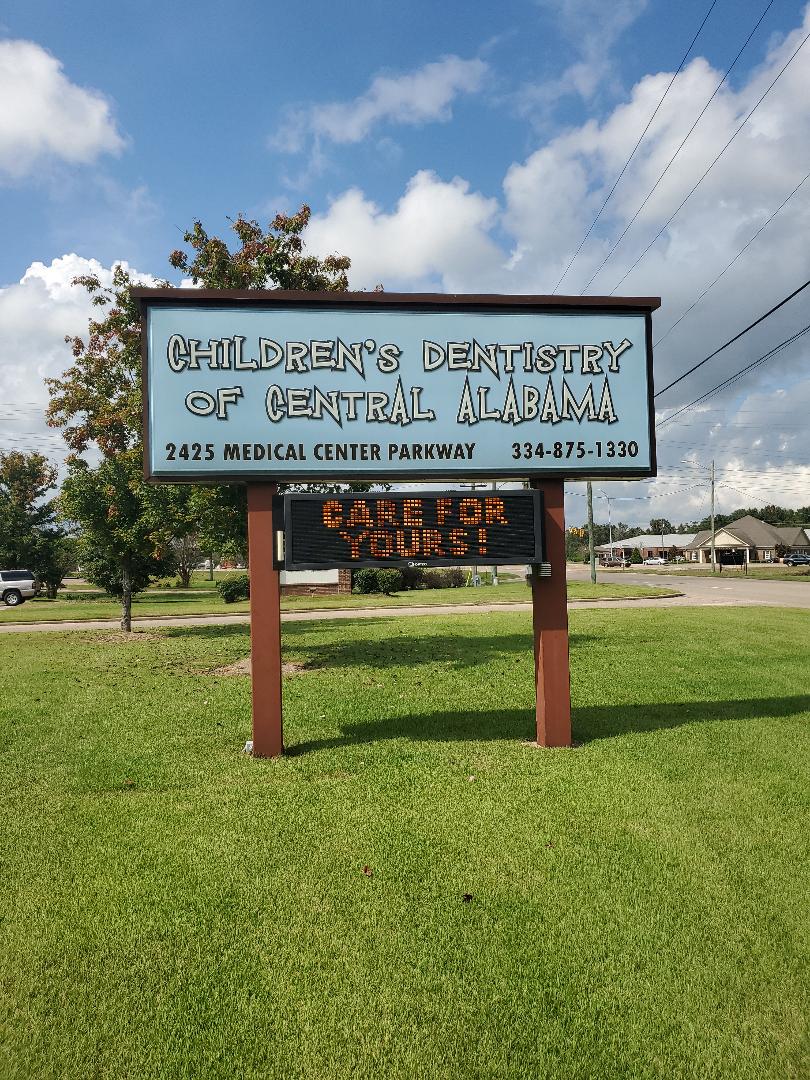 CHILDREN'S DENTISTRY
OF CENTRAL ALABAMA
2425 MEDICAL CENTER PARKWAY 334-875-1330
CARE FOR
YOURS!